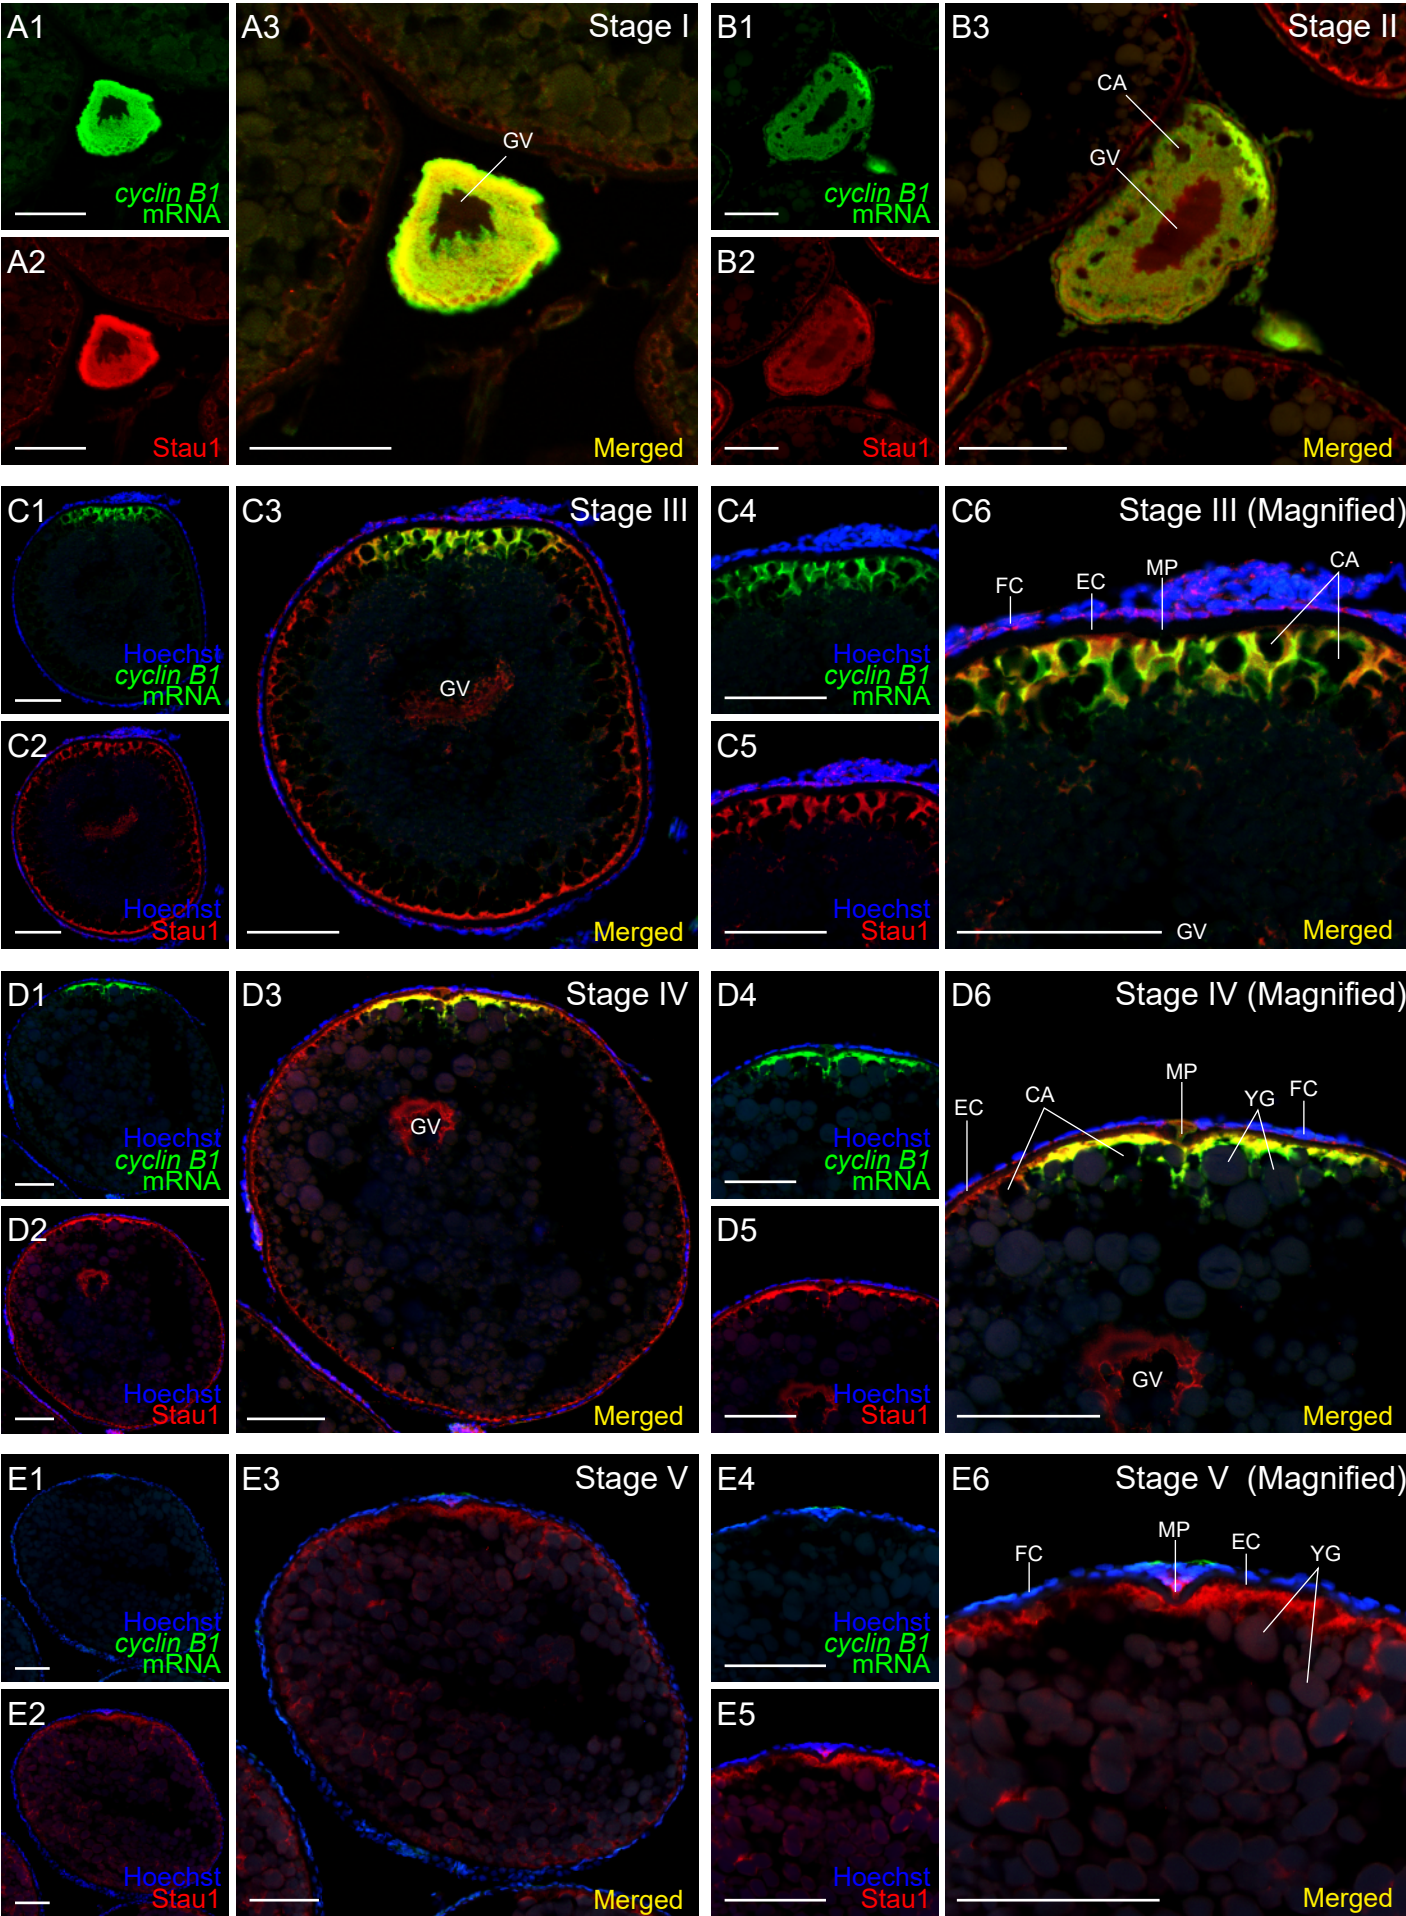 A1
cyclin B1
mRNA
A2
Stau1
A3
Stage I
GV
Merged
B1
cyclin B1
mRNA
B2
Stau1
B3
Stage II
CA
GV
Merged
C1
Hoechst
cyclin B1
mRNA
C2
Hoechst
Stau1
C3
Stage III
GV
Merged
C4
Hoechst
cyclin B1
mRNA
C5
Hoechst
Stau1
C6
Stage III (Magnified)
FC
EC
MP
CA
GV
Merged
D1
Hoechst
cyclin B1
mRNA
D2
Hoechst
Stau1
D3
Stage IV
GV
Merged
D4
Hoechst
cyclin B1
mRNA
D5
Hoechst
Stau1
D6
Stage IV (Magnified)
EC
CA
MP
YG
FC
GV
Merged
E1
Hoechst
cyclin B1
mRNA
E2
Hoechst
Stau1
E3
Stage V
Merged
E4
Hoechst
cyclin B1
mRNA
E5
Hoechst
Stau1
E6
Stage V (Magnified)
FC
MP
EC
YG
Merged